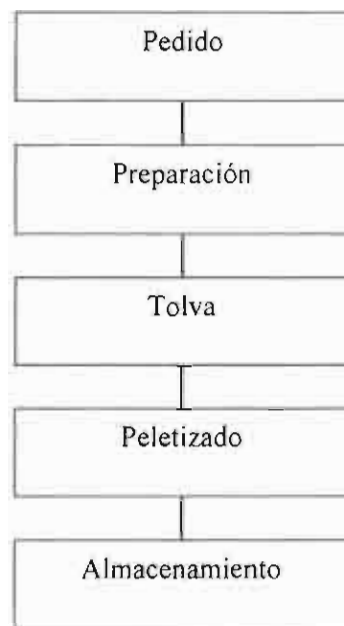 Pedido
Preparación
Tolva
Peletizado
Almacenamiento